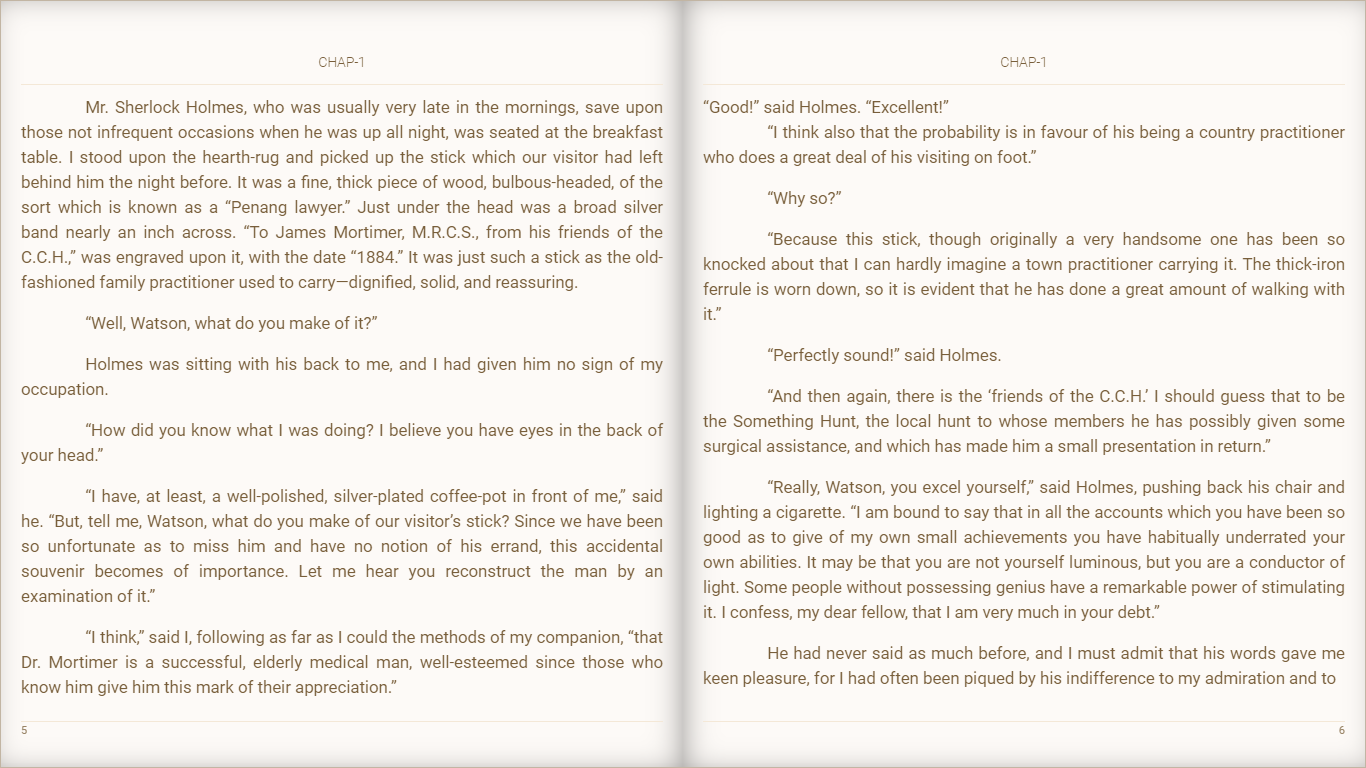 CHAP-1
Mr. Sherlock Holmes, who was usually very late in the mornings, save upon
those not infrequent occasions when he was up all night, was seated at the breakfast
table. I stood upon the hearth-rug and picked up the stick which our visitor had left
behind him the night before. It was a fine, thick piece of wood, bulbous-headed, of the
sort which is known as a “Penang lawyer.” Just under the head was a broad silver
band nearly an inch across. “To James Mortimer, M.R.C.S., from his friends of the
C.C.H.,” was engraved upon it, with the date “1884.” It was just such a stick as the old-
fashioned family practitioner used to carry—dignified, solid, and reassuring.
“Well, Watson, what do you make of it?”
Holmes was sitting with his back to me, and I had given him no sign of my
occupation.
“How did you know what I was doing? I believe you have eyes in the back of
your head.”
“I have, at least, a well-polished, silver-plated coffee-pot in front of me,” said
he. “But, tell me, Watson, what do you make of our visitor’s stick? Since we have been
so unfortunate as to miss him and have no notion of his errand, this accidental
souvenir becomes of importance. Let me hear you reconstruct the man by an
examination of it.”
“I think,” said I, following as far as I could the methods of my companion, “that
Dr. Mortimer is a successful, elderly medical man, well-esteemed since those who
know him give him this mark of their appreciation.”
5
CHAP-1
“Good!” said Holmes. “Excellent!”
“I think also that the probability is in favour of his being a country practitioner
who does a great deal of his visiting on foot.”
“Why so?”
“Because this stick, though originally a very handsome one has been so
knocked about that I can hardly imagine a town practitioner carrying it. The thick-iron
ferrule is worn down, so it is evident that he has done a great amount of walking with
it.”
“Perfectly sound!” said Holmes.
“And then again, there is the ‘friends of the C.C.H.’ I should guess that to be
the Something Hunt, the local hunt to whose members he has possibly given some
surgical assistance, and which has made him a small presentation in return.”
“Really, Watson, you excel yourself,” said Holmes, pushing back his chair and
lighting a cigarette. “I am bound to say that in all the accounts which you have been so
good as to give of my own small achievements you have habitually underrated your
own abilities. It may be that you are not yourself luminous, but you are a conductor of
light. Some people without possessing genius have a remarkable power of stimulating
it. I confess, my dear fellow, that I am very much in your debt.”
He had never said as much before, and I must admit that his words gave me
keen pleasure, for I had often been piqued by his indifference to my admiration and to
6